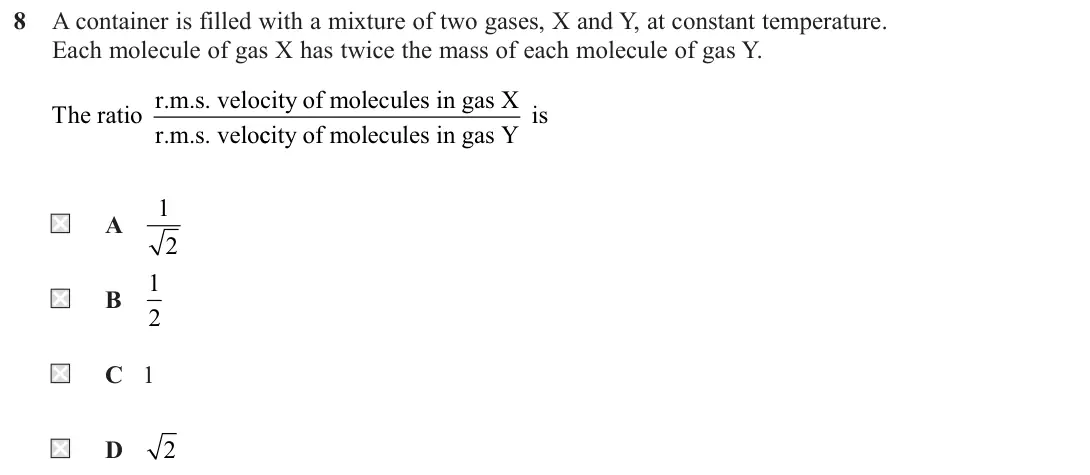 8 A container is filled with a mixture of two gases, X and Y, at constant temperature.
Each molecule of gas X has twice the mass of each molecule of gas Y.
The ratio r.m.s. velocity of molecules in gas X / r.m.s. velocity of molecules in gas Y is
A 1/√2
B 1/2
C 1
D √2